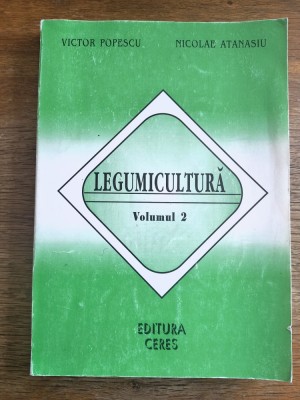 VICTOR POPESCU NICOLAE ATANASIU
LEGUMICULTURĂ
Volumul 2
EDITURA
CERES